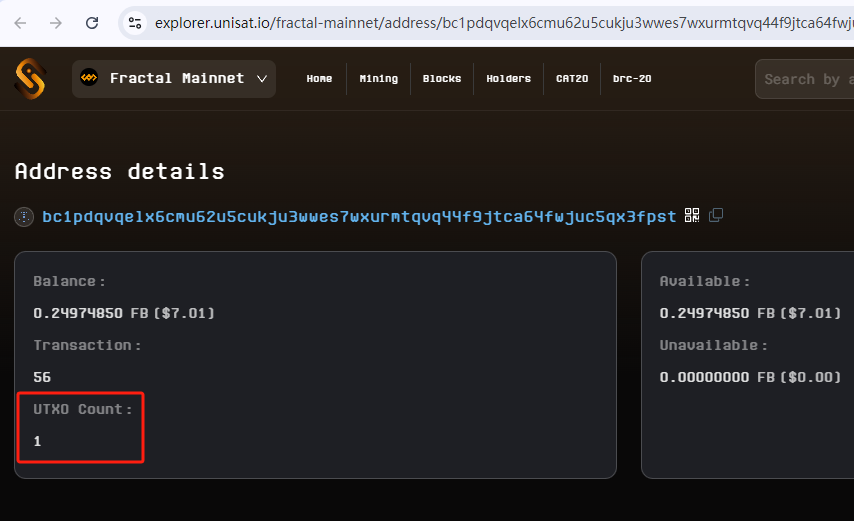 explorer.unisat.io/fractal-mainnet/address/bc1pdqvqelx6cmu62u5cukju3wwes7wxurmtqvq44f9jtca64fwju
Fractal Mainnet Home Mining Blocks Holders CAT20 brc-20 Search by a
Address details
bc1pdqvqelx6cmu62u5cukju3wwes7wxurmtqvq44f9jtca64fwjuc5qx3fpst
Balance:
0.24974850 FB ($7.01)
Transaction:
56
UTXO Count:
1
Available:
0.24974850 FB ($7.01)
Unavailable:
0.00000000 FB ($0.00)